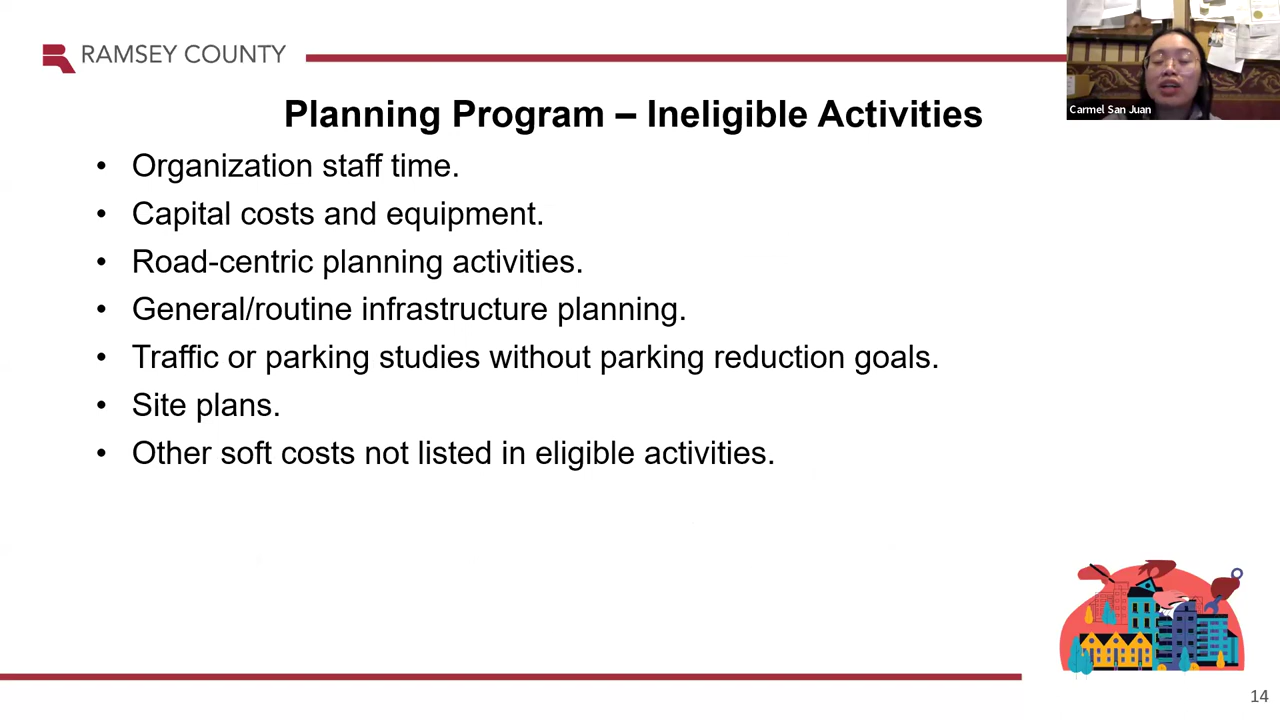 RAMSEY COUNTY
Carmel San Juan
Planning Program – Ineligible Activities
• Organization staff time.
• Capital costs and equipment.
• Road-centric planning activities.
• General/routine infrastructure planning.
• Traffic or parking studies without parking reduction goals.
• Site plans.
• Other soft costs not listed in eligible activities.
14